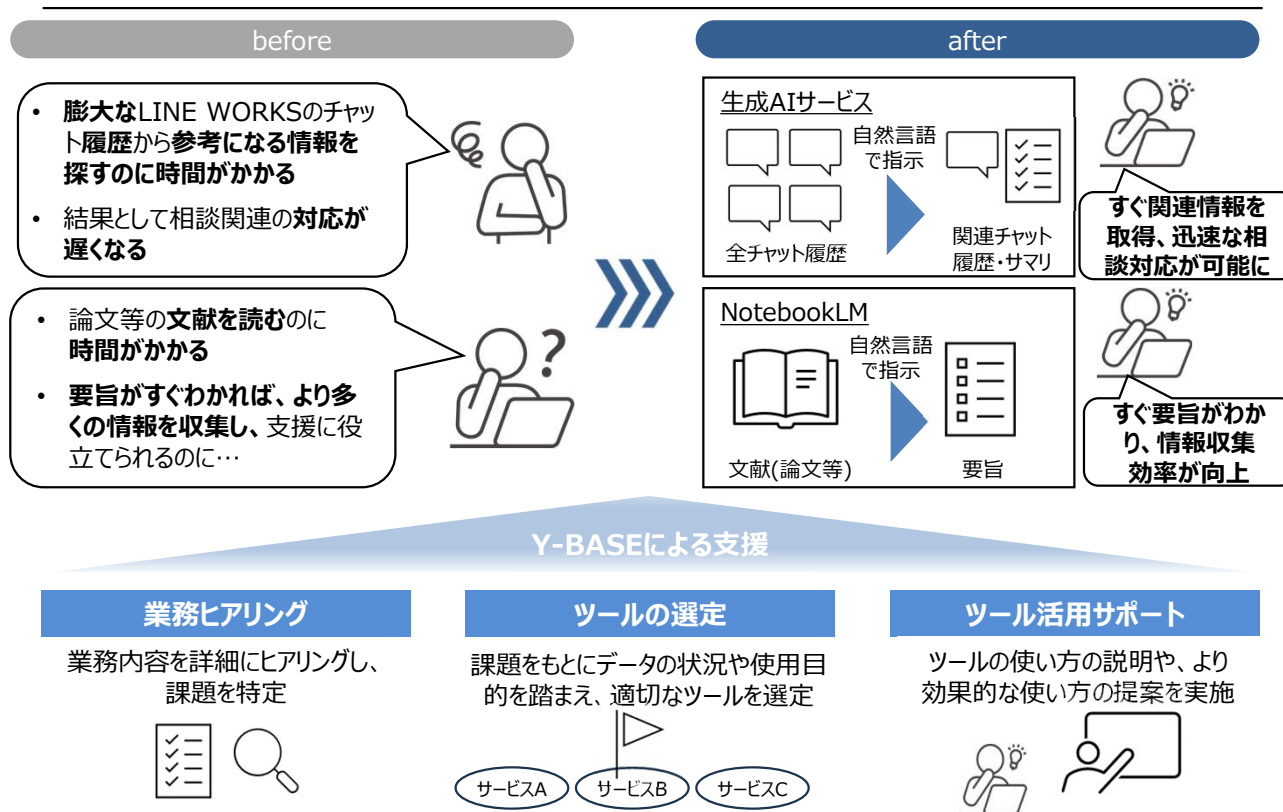 before
after
• 膨大なLINE WORKSのチャッ
ト履歴から参考になる情報を
探すのに時間がかかる
• 結果として相談関連の対応が
遅くなる
• 論文等の文献を読むのに
時間がかかる
• 要旨がすぐわかれば、より多
くの情報を収集し、支援に役
立てられるのに…
生成AIサービス
自然言語
で指示
全チャット履歴
関連チャット
履歴・サマリ
すぐ関連情報を
取得、迅速な相
談対応が可能に
NotebookLM
自然言語
で指示
文献(論文等)
要旨
すぐ要旨がわか
り、情報収集
効率が向上
Y-BASEによる支援
業務ヒアリング
業務内容を詳細にヒアリングし、
課題を特定
ツールの選定
課題をもとにデータの状況や使用目
的を踏まえ、適切なツールを選定
サービスA
サービスB
サービスC
ツール活用サポート
ツールの使い方の説明や、より
効果的な使い方の提案を実施